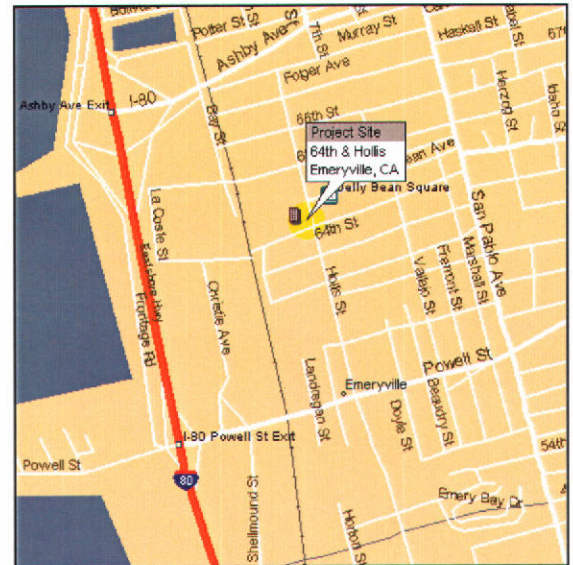 Potter St
Ashby Ave
7th St
Murray St
Haskell St
67th
Folger Ave
Ashby Ave Exit
I-80
Bay St
66th St
Herzog St
Idaho St
Project Site
64th & Hollis
Emeryville, CA
ean Ave
Jelly Bean Square
La Coste St
64th St
San Pablo Ave
Eastshore Hwy
Frontage Rd
Christie Ave
Hollis St
Vallejo St
Fremont St
Marshall St
Powell St
Landregan St
Emeryville
Doyle St
Beaudry St
I-80 Powell St Exit
54th
Powell St
80
Shellmound St
Horton St
Emery Bay Dr